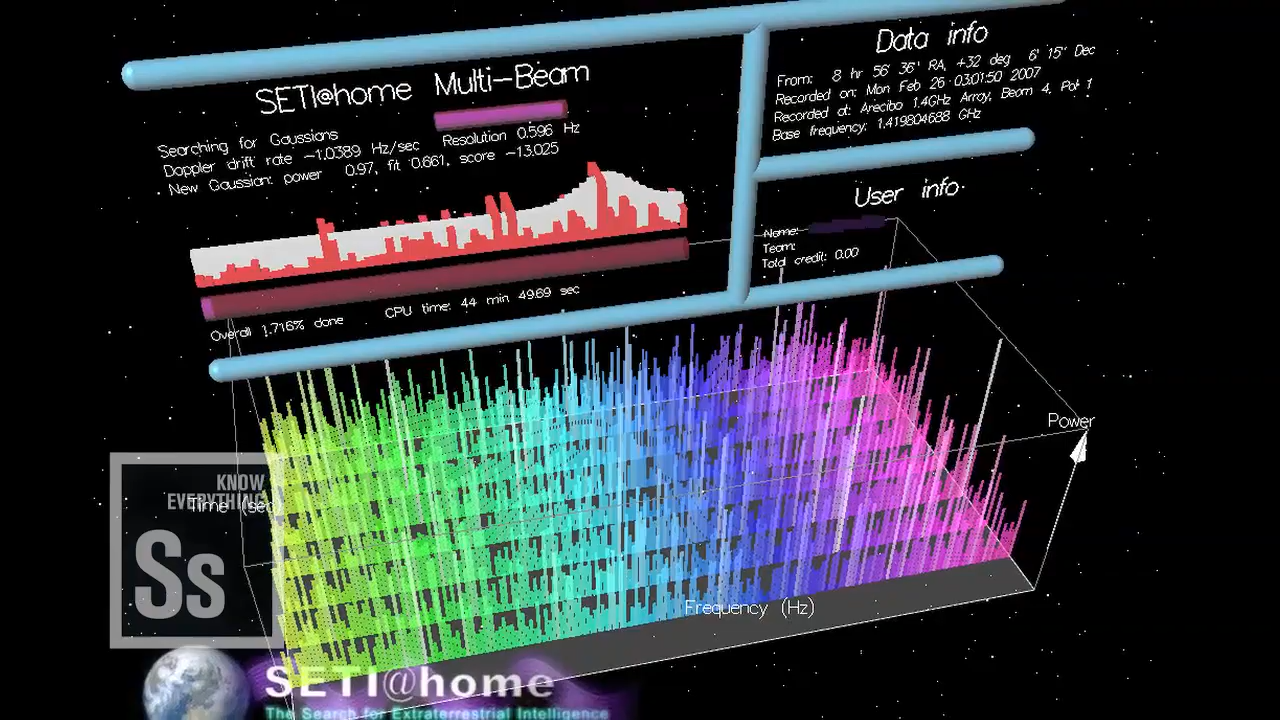 SETI@home Multi-Beam
Searching for Gaussians
Doppler drift rate -1.0389 Hz/sec Resolution 0.596 Hz
New Gaussian: power 0.97, fit 0.661, score -13.025
Overall 1.716% done CPU time: 44 min 49.69 sec
Data info
From: 8 hr 56' 36" RA, +32 deg 6' 15" Dec
Recorded on: Mon Feb 26 03:01:50 2007
Recorded at: Arecibo 1.4GHz Array, Beam 4, Pol 1
Base frequency: 1.419804688 GHz
User info
Name:
Team:
Total credit: 0.00
Power
Time (sec)
Frequency (Hz)
KNOW
EVERYTHING
Ss
SETI@home
The Search for Extraterrestrial Intelligence